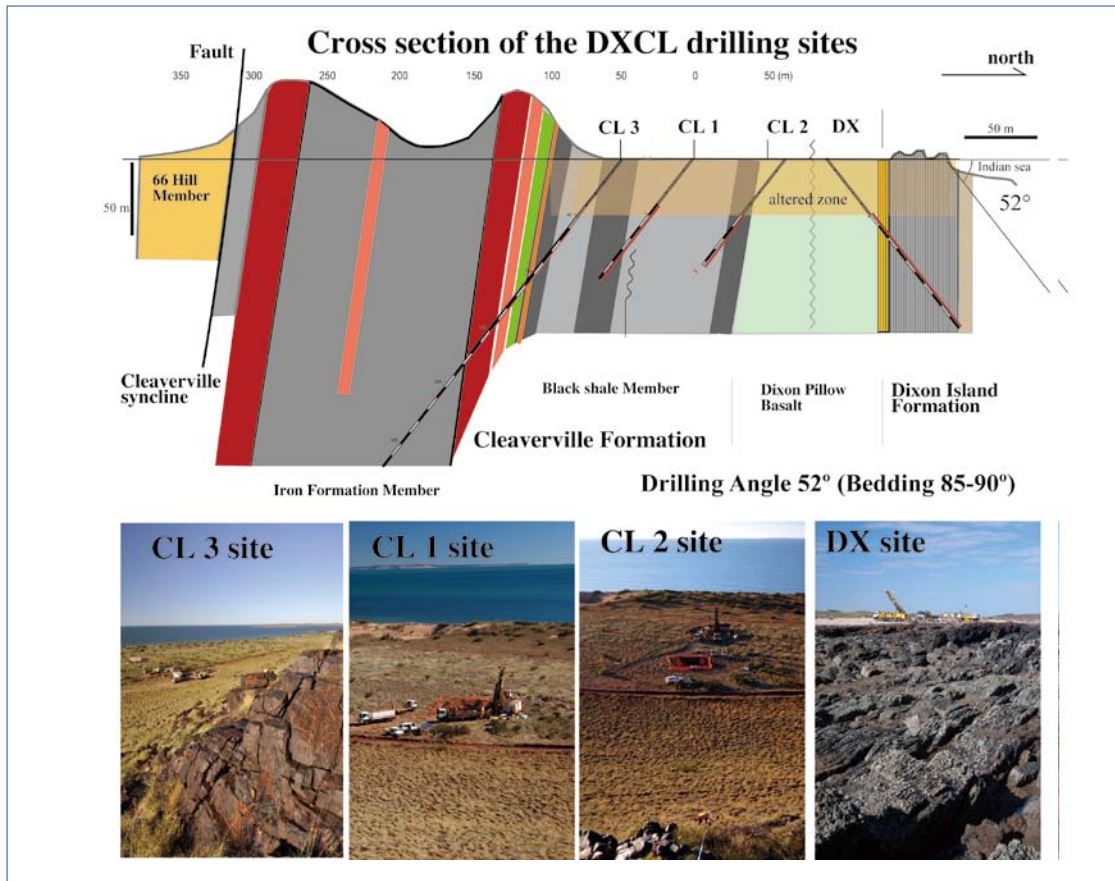 Cross section of the DXCL drilling sites
Fault
north
350 300 250 200 150 100 50 0 50 (m)
CL 3 CL 1 CL 2 DX
50 m
Indian sea
66 Hill
Member
50 m
altered zone
52°
Cleaverville
syncline
Black shale Member
Dixon Pillow
Basalt
Dixon Island
Formation
Cleaverville Formation
Iron Formation Member
Drilling Angle 52º (Bedding 85-90º)
CL 3 site
CL 1 site
CL 2 site
DX site